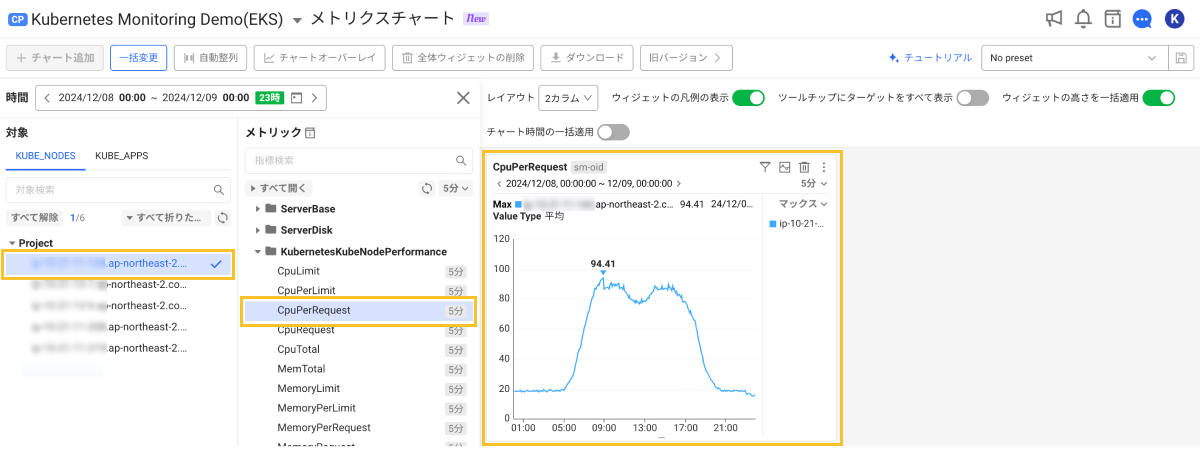 CP Kubernetes Monitoring Demo(EKS) メトリクスチャート New
K
チャート追加 一括変更 自動整列 チャートオーバーレイ 全体ウィジェットの削除 ダウンロード 旧バージョン チュートリアル No preset
時間 2024/12/08 00:00 ~ 2024/12/09 00:00 23時
レイアウト 2カラム ウィジェットの凡例の表示 ツールチップにターゲットをすべて表示 ウィジェットの高さを一括適用
チャート時間の一括適用
対象
KUBE_NODES KUBE_APPS
対象検索
すべて解除 1/6 すべて折りた...
Project
.ap-northeast-2....
ap-northeast-2.co...
ap-northeast-2.co...
.ap-northeast-2....
.ap-northeast-2....
メトリック
指標検索
すべて開く 5分
ServerBase
ServerDisk
KubernetesKubeNodePerformance
CpuLimit 5分
CpuPerLimit 5分
CpuPerRequest 5分
CpuRequest 5分
CpuTotal 5分
MemTotal 5分
MemoryLimit 5分
MemoryPerLimit 5分
MemoryPerRequest 5分
MemoryRequest 5分
CpuPerRequest sm-oid
2024/12/08, 00:00:00 ~ 12/09, 00:00:00 5分
Max ap-northeast-2.c... 94.41 24/12/0...
Value Type 平均
マックス
ip-10-21-...
120
100
80
60
40
20
0
94.41
01:00 05:00 09:00 13:00 17:00 21:00